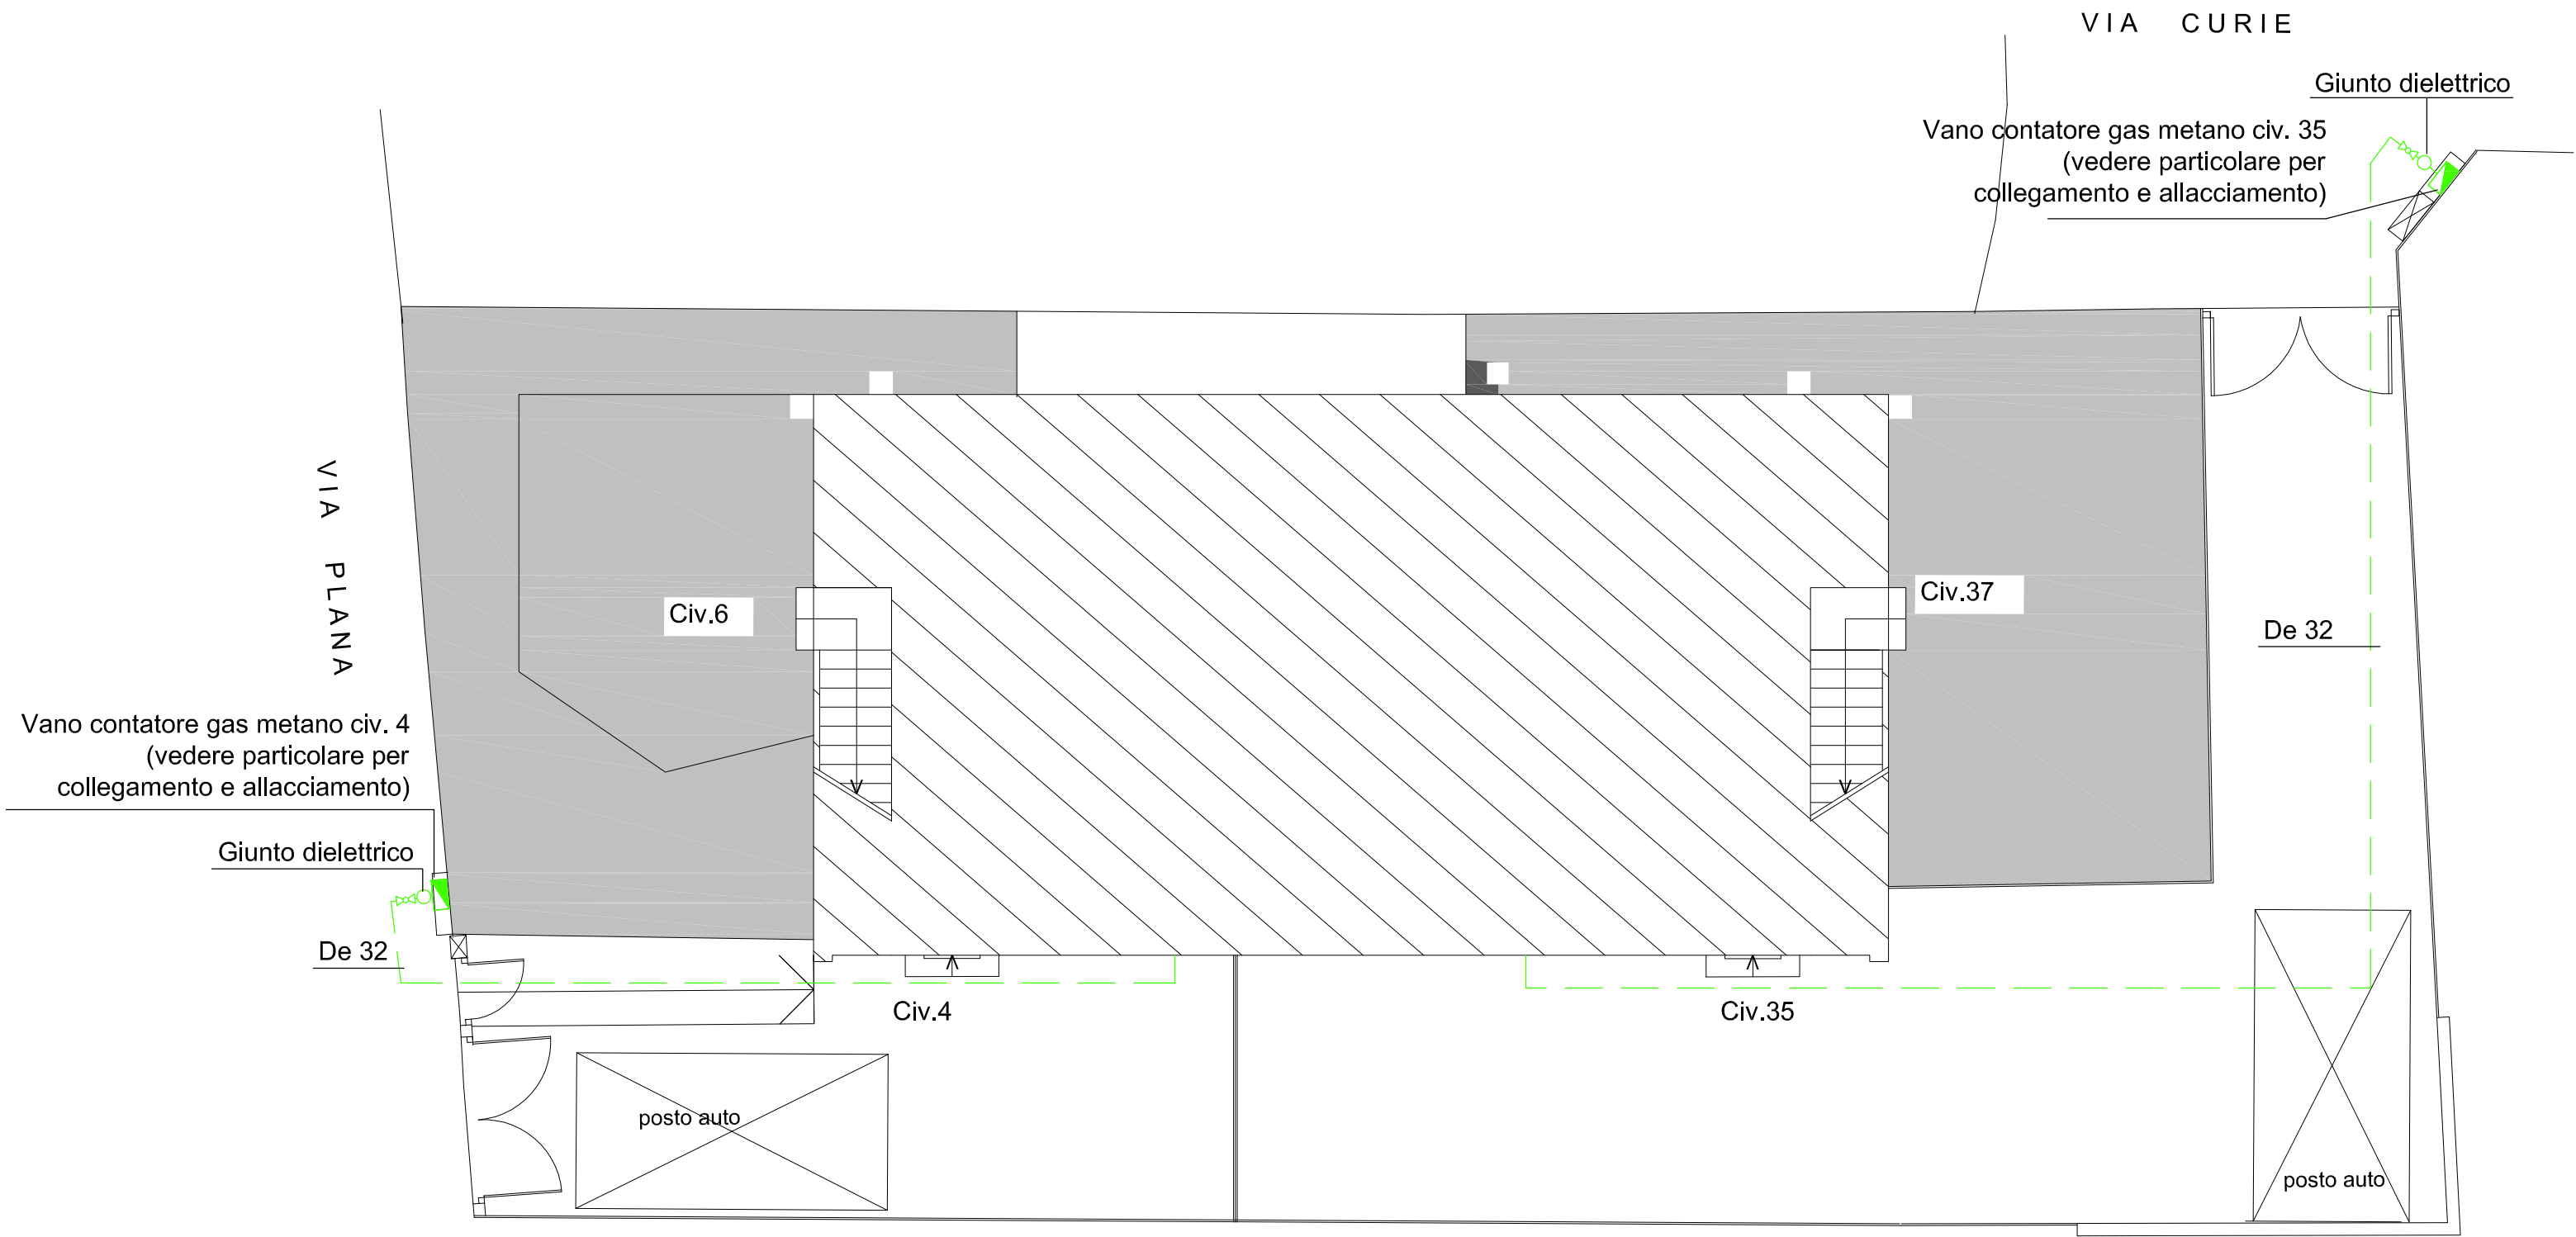 VIA CURIE
Giunto dielettrico
Vano contatore gas metano civ. 35
(vedere particolare per
collegamento e allacciamento)
VIA PLANA
Civ.6
Civ.37
De 32
Vano contatore gas metano civ. 4
(vedere particolare per
collegamento e allacciamento)
Giunto dielettrico
De 32
Civ.4
Civ.35
posto auto
posto auto